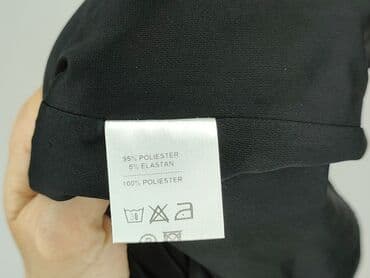 95% POLIESTER
5% ELASTAN
100% POLIESTER